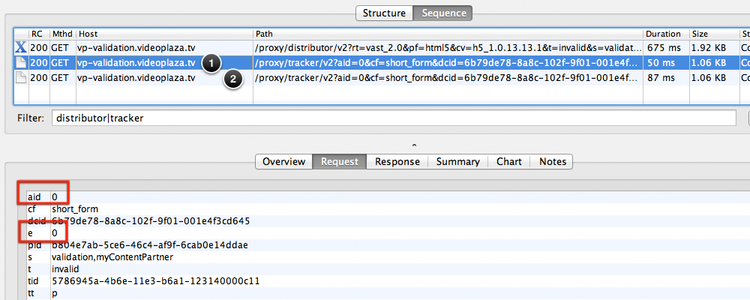 Structure Sequence
RC Mthd Host Path Duration Size St
200 GET vp-validation.videoplaza.tv /proxy/distributor/v2?rt=vast_2.0&pf=html5&cv=h5_1.0.13.13.1&t=invalid&s=validat... 675 ms 1.92 KB Co
200 GET vp-validation.videoplaza.tv 1 /proxy/tracker/v2?aid=0&cf=short_form&dcid=6b79de78-8a8c-102f-9f01-001e4f... 50 ms 1.06 KB Co
200 GET vp-validation.videoplaza.tv 2 /proxy/tracker/v2?aid=0&cf=short_form&dcid=6b79de78-8a8c-102f-9f01-001e4f... 87 ms 1.06 KB Co
Filter: distributor|tracker
Overview Request Response Summary Chart Notes
aid 0
cf short_form
dcid 6b79de78-8a8c-102f-9f01-001e4f3cd645
e 0
pid b804e7ab-5ce6-46c4-af9f-6cab0e14ddae
s validation,myContentPartner
t invalid
tid 5786945a-4b6e-11e3-b6a1-123140000c11
tt p